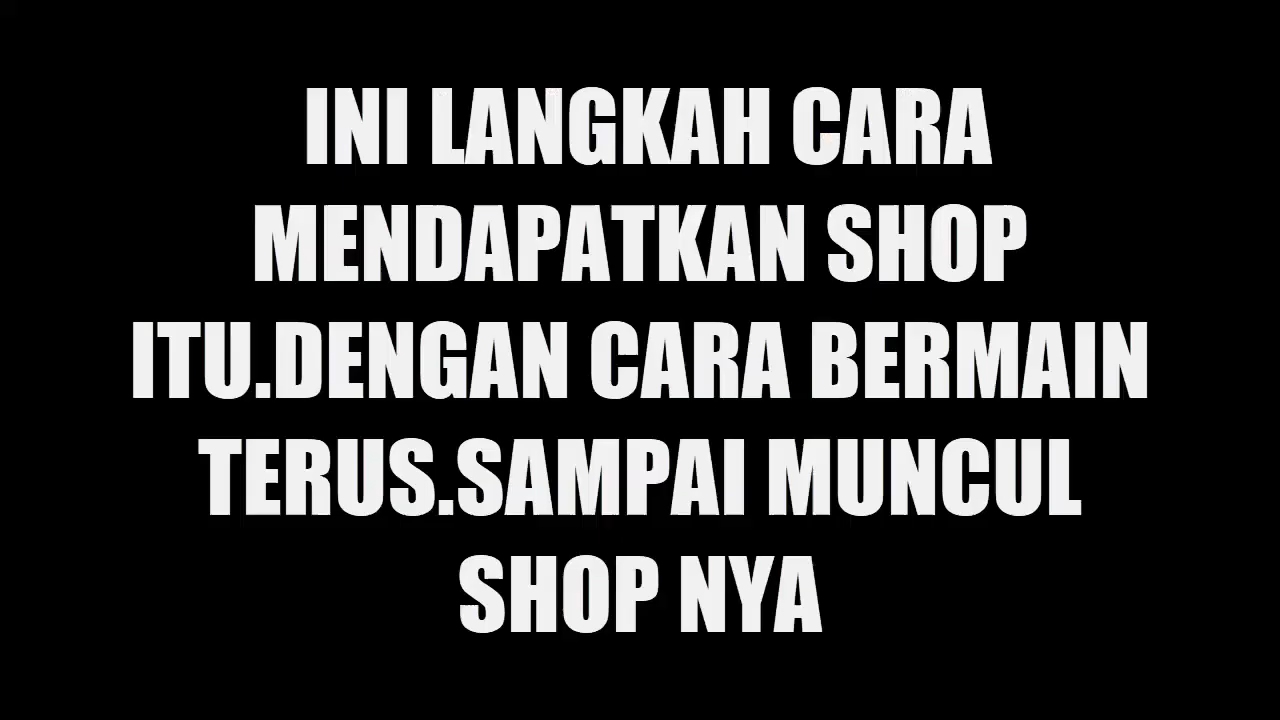 INI LANGKAH CARA
MENDAPATKAN SHOP
ITU.DENGAN CARA BERMAIN
TERUS.SAMPAI MUNCUL
SHOP NYA